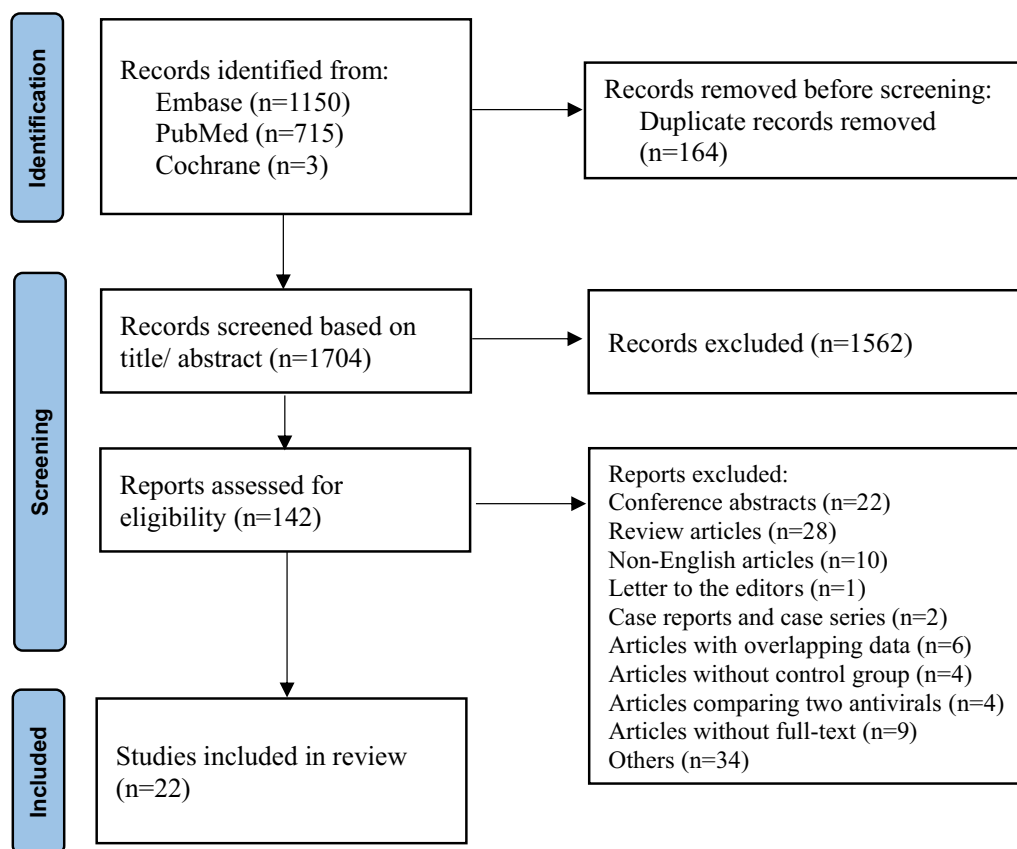 Identification
Records identified from:
Embase (n=1150)
PubMed (n=715)
Cochrane (n=3)
Records removed before screening:
Duplicate records removed
(n=164)
Screening
Records screened based on
title/ abstract (n=1704)
Records excluded (n=1562)
Reports assessed for
eligibility (n=142)
Reports excluded:
Conference abstracts (n=22)
Review articles (n=28)
Non-English articles (n=10)
Letter to the editors (n=1)
Case reports and case series (n=2)
Articles with overlapping data (n=6)
Articles without control group (n=4)
Articles comparing two antivirals (n=4)
Articles without full-text (n=9)
Others (n=34)
Included
Studies included in review
(n=22)